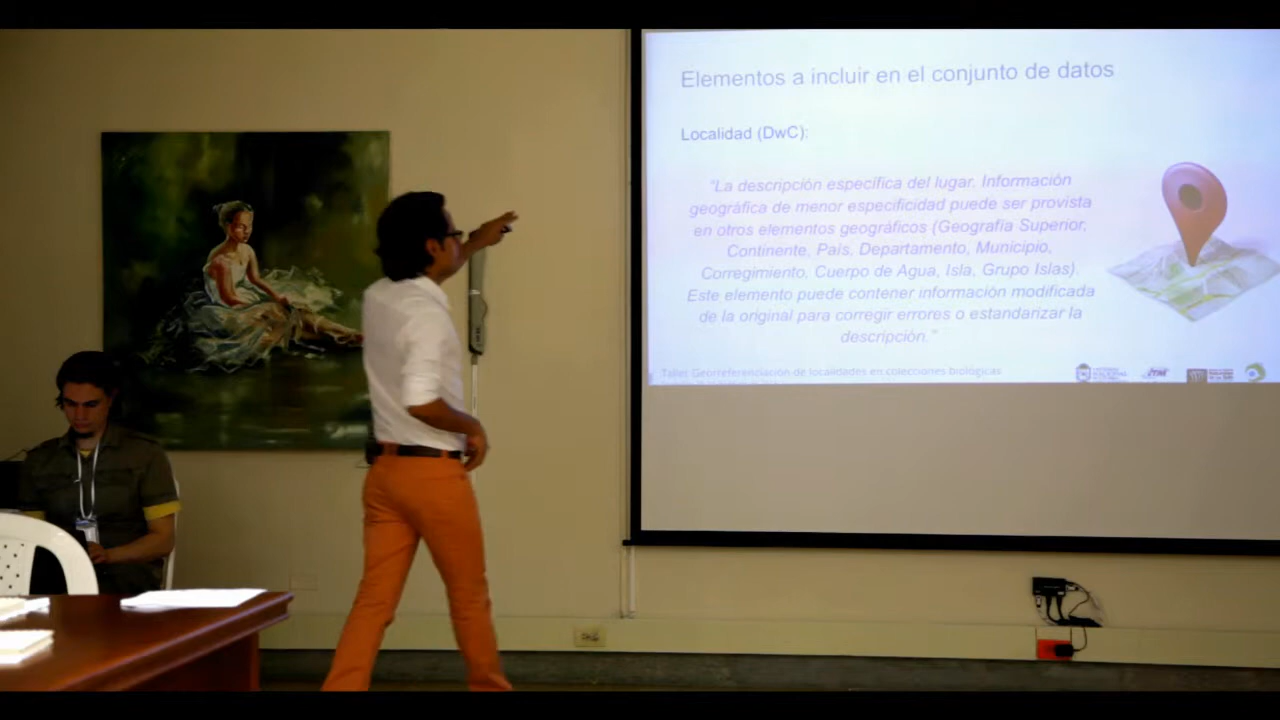 Elementos a incluir en el conjunto de datos
Localidad (DwC):
"La descripción específica del lugar. Información
geográfica de menor especificidad puede ser provista
en otros elementos geográficos (Geografía Superior,
Continente, País, Departamento, Municipio,
Corregimiento, Cuerpo de Agua, Isla, Grupo Islas).
Este elemento puede contener información modificada
de la original para corregir errores o estandarizar la
descripción."
Taller Georreferenciación de localidades en colecciones biológicas